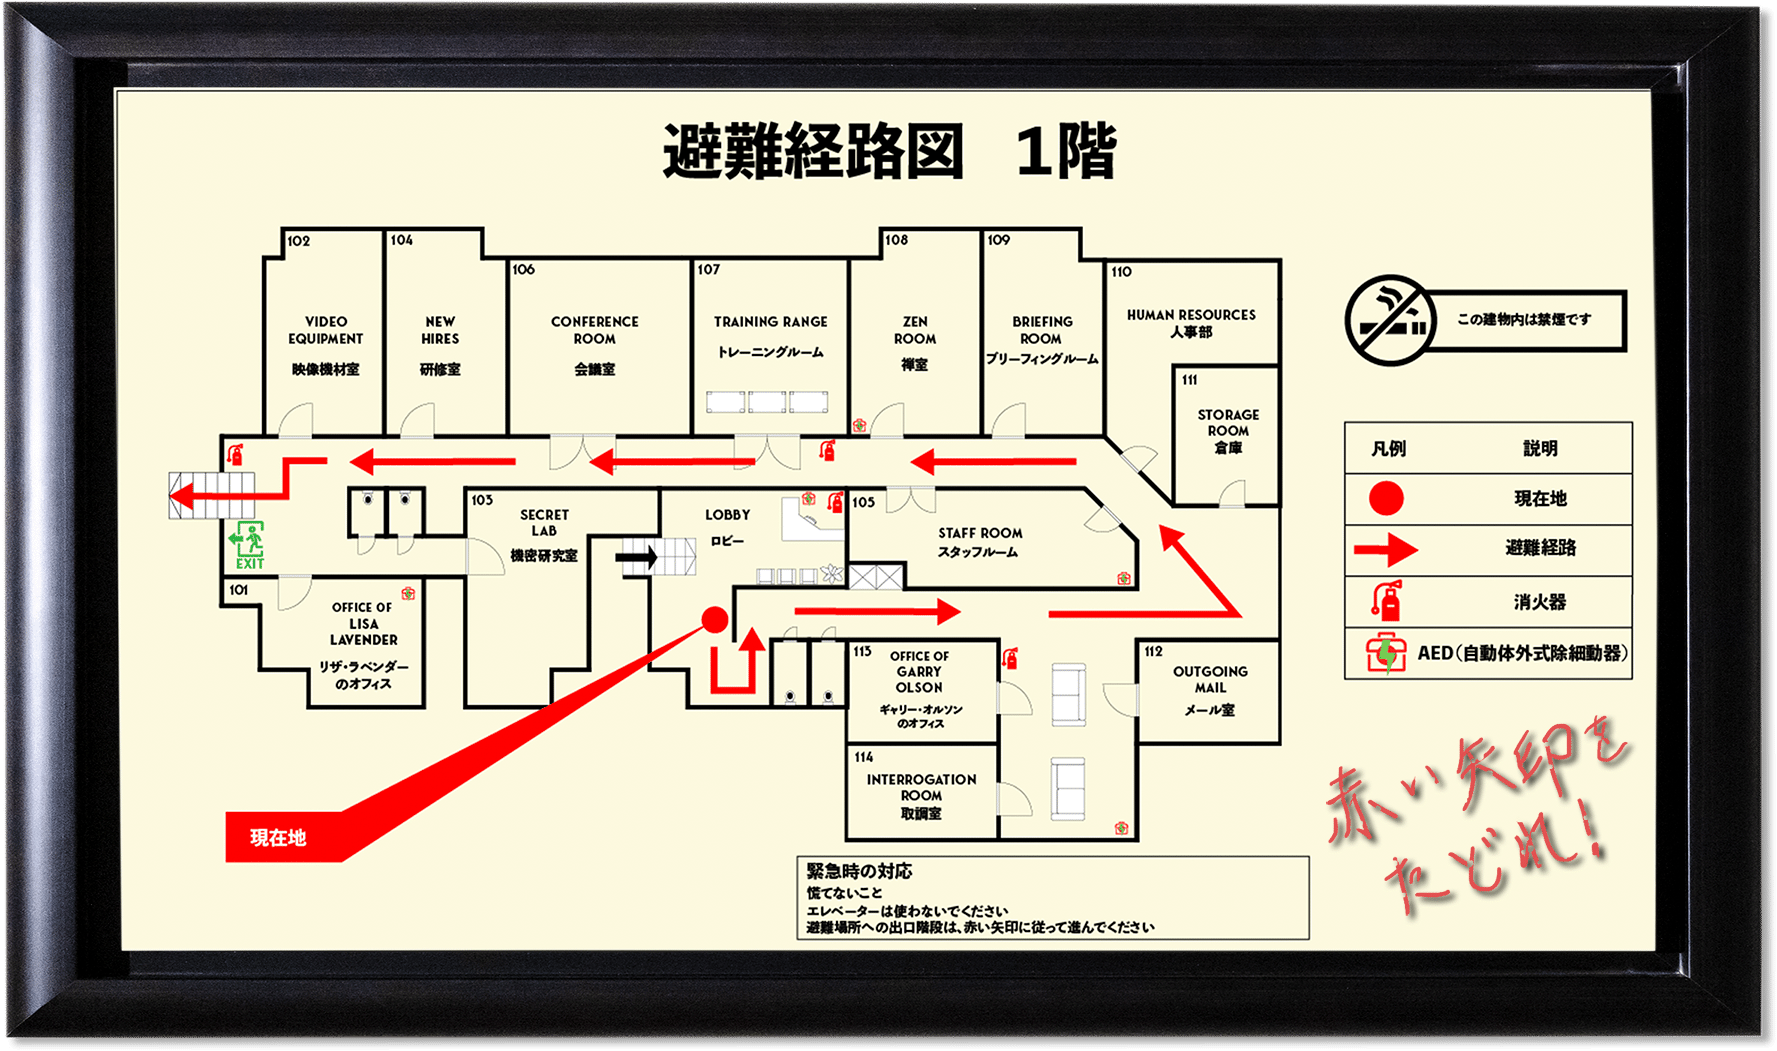 避難経路図 1階
102
VIDEO
EQUIPMENT
映像機材室
104
NEW
HIRES
研修室
106
CONFERENCE
ROOM
会議室
107
TRAINING RANGE
トレーニングルーム
108
ZEN
ROOM
禅室
109
BRIEFING
ROOM
ブリーフィングルーム
110
HUMAN RESOURCES
人事部
111
STORAGE
ROOM
倉庫
103
SECRET
LAB
機密研究室
LOBBY
ロビー
105
STAFF ROOM
スタッフルーム
EXIT
101
OFFICE OF
LISA
LAVENDER
リザ・ラベンダー
のオフィス
113
OFFICE OF
GARRY
OLSON
ギャリー・オルソン
のオフィス
112
OUTGOING
MAIL
メール室
114
INTERROGATION
ROOM
取調室
現在地
緊急時の対応
慌てないこと
エレベーターは使わないでください
避難場所への出口階段は、赤い矢印に従って進んでください
この建物内は禁煙です
凡例 説明
現在地
避難経路
消火器
AED(自動体外式除細動器)
赤い矢印を
たどれ!